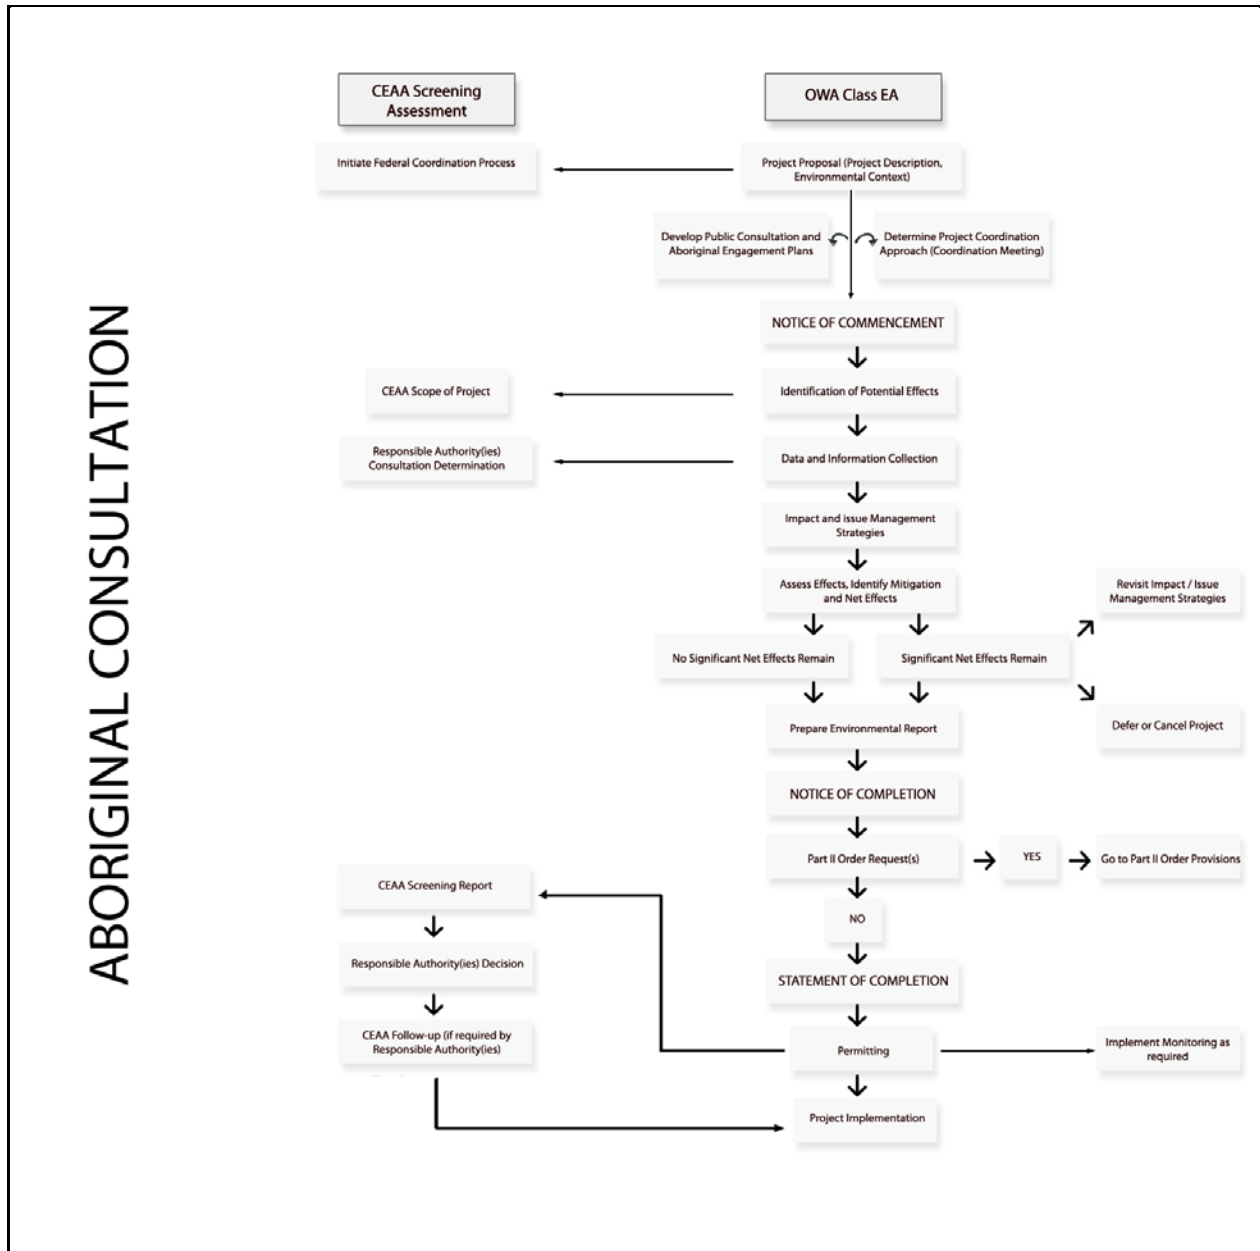 ABORIGINAL CONSULTATION
CEAA Screening
Assessment
OWA Class EA
Initiate Federal Coordination Process
Project Proposal (Project Description,
Environmental Context)
Develop Public Consultation and
Aboriginal Engagement Plans
Determine Project Coordination
Approach (Coordination Meeting)
NOTICE OF COMMENCEMENT
CEAA Scope of Project
Identification of Potential Effects
Responsible Authority(ies)
Consultation Determination
Data and Information Collection
Impact and issue Management
Strategies
Assess Effects, Identify Mitigation
and Net Effects
Revisit Impact / Issue
Management Strategies
No Significant Net Effects Remain
Significant Net Effects Remain
Prepare Environmental Report
Defer or Cancel Project
NOTICE OF COMPLETION
Part II Order Request(s)
YES
Go to Part II Order Provisions
CEAA Screening Report
NO
Responsible Authority(ies) Decision
STATEMENT OF COMPLETION
CEAA Follow-up (if required by
Responsible Authority(ies)
Permitting
Implement Monitoring as
required
Project Implementation